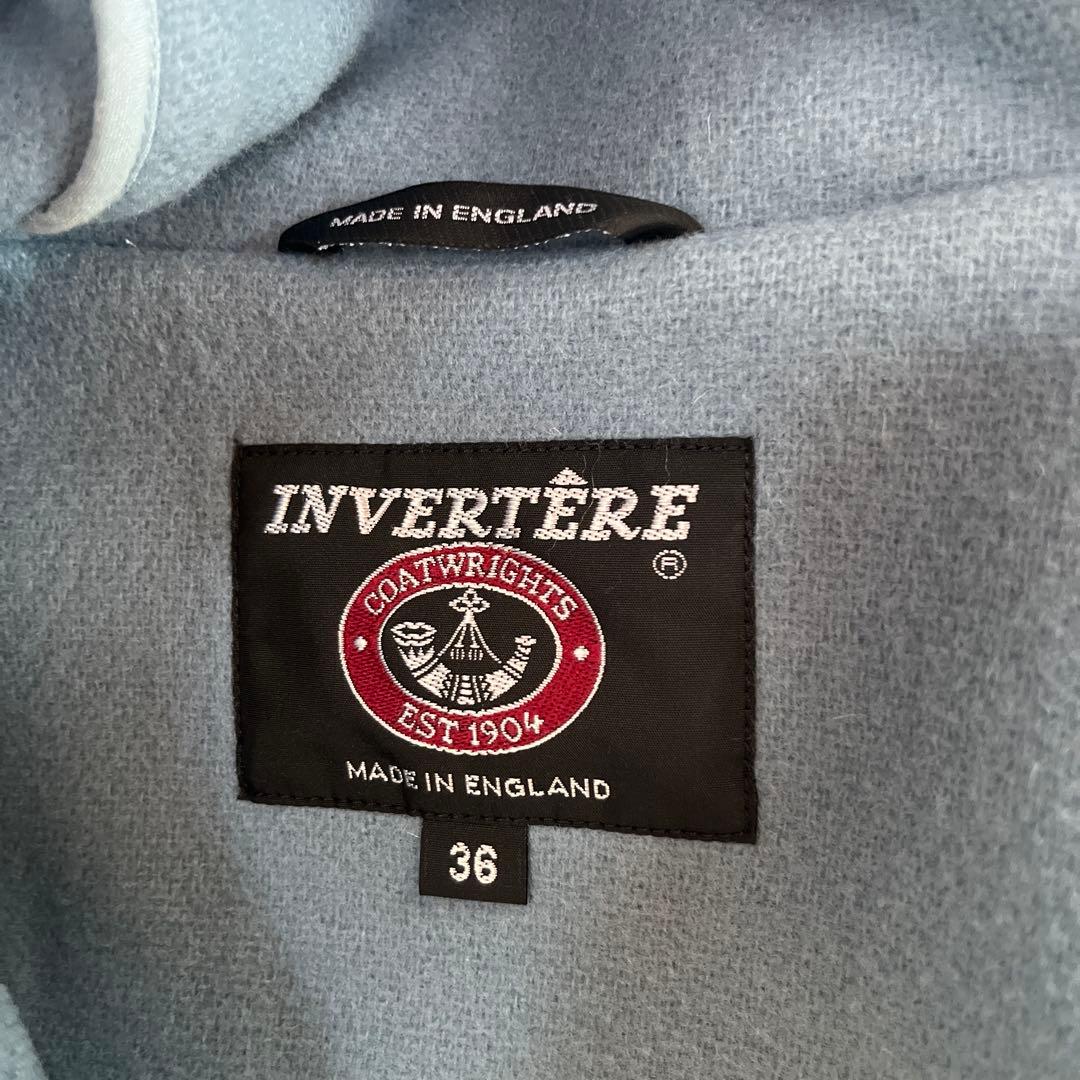 MADE IN ENGLAND
INVERTÊRE
®
COATWRIGHTS
EST 1904
MADE IN ENGLAND
36